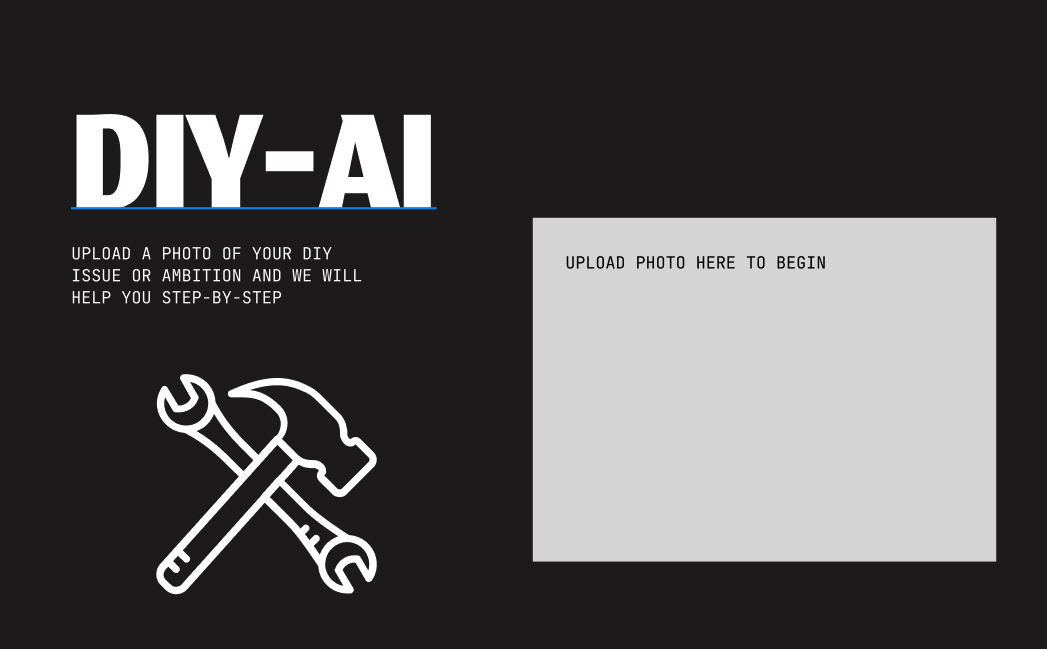 DIY-AI
UPLOAD A PHOTO OF YOUR DIY
ISSUE OR AMBITION AND WE WILL
HELP YOU STEP-BY-STEP
UPLOAD PHOTO HERE TO BEGIN